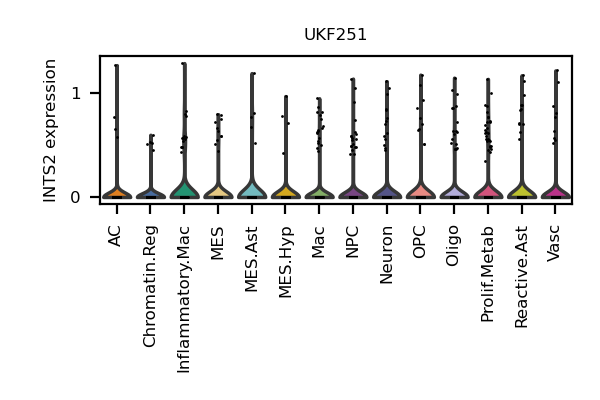 UKF251
INTS2 expression
1
0
AC
Chromatin.Reg
Inflammatory.Mac
MES
MES.Ast
MES.Hyp
Mac
NPC
Neuron
OPC
Oligo
Prolif.Metab
Reactive.Ast
Vasc